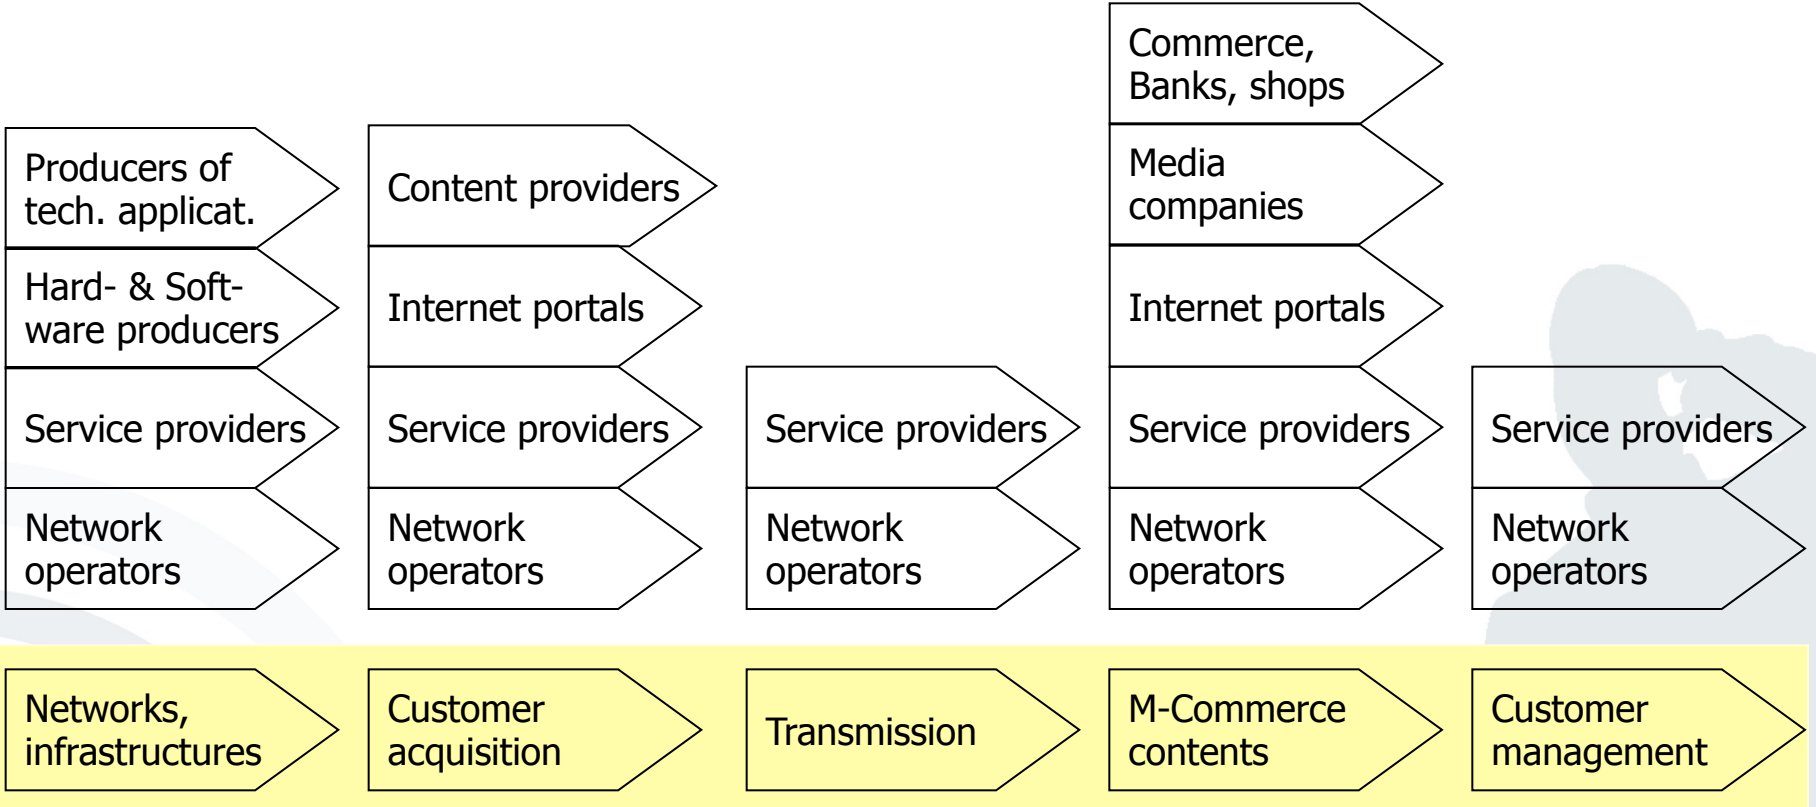 Commerce,
Banks, shops
Producers of
tech. applicat.
Content providers
Media
companies
Hard- & Soft-
ware producers
Internet portals
Internet portals
Service providers
Service providers
Service providers
Service providers
Service providers
Network
operators
Network
operators
Network
operators
Network
operators
Network
operators
Networks,
infrastructures
Customer
acquisition
Transmission
M-Commerce
contents
Customer
management